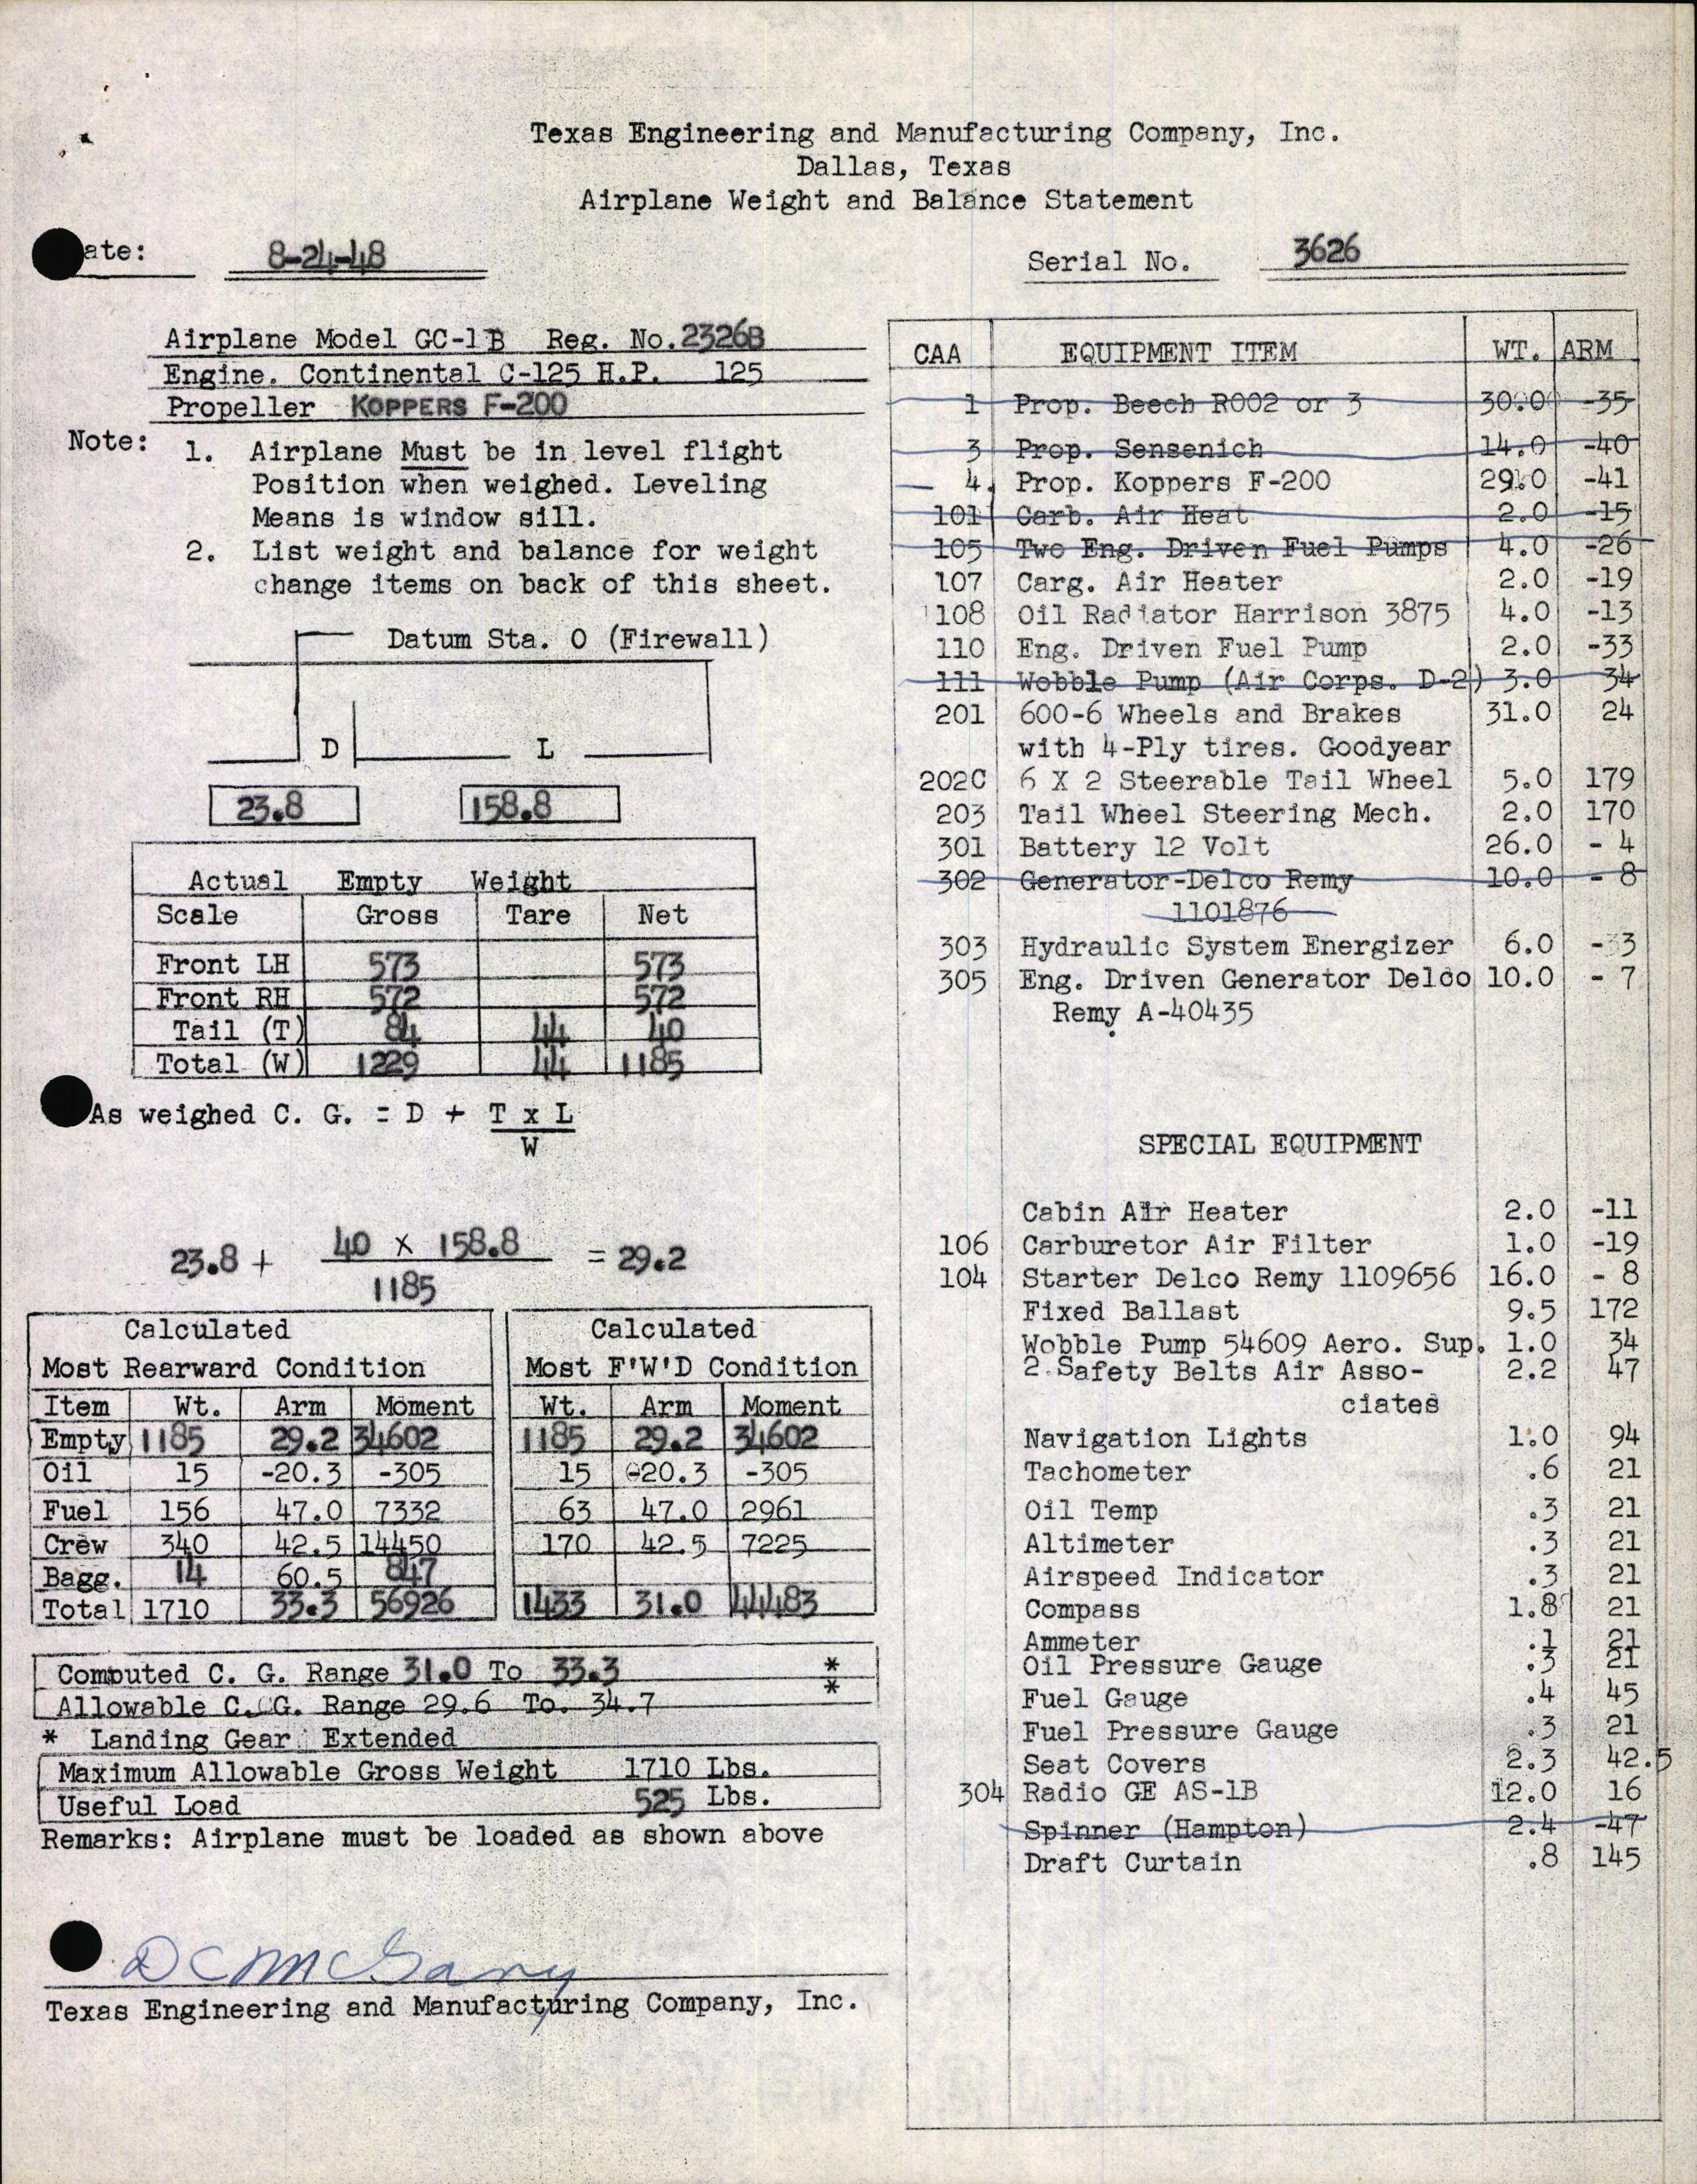 Texas Engineering and Manufacturing Company, Inc.
Dallas, Texas
Airplane Weight and Balance Statement
ate: 8-24-48
Serial No. 3626
Airplane Model GC-1B Reg. No. 2326B
Engine. Continental C-125 H.P. 125
Propeller KOPPERS F-200
Note: 1. Airplane Must be in level flight
Position when weighed. Leveling
Means is window sill.
2. List weight and balance for weight
change items on back of this sheet.
Datum Sta. 0 (Firewall)
D L
23.8 158.8
Actual Empty Weight
Scale Gross Tare Net
Front LH 573 573
Front RH 572 572
Tail (T) 84 44 40
Total (W) 1229 44 1185
As weighed C. G. = D + T x L
W
23.8 + 40 x 158.8 = 29.2
1185
Calculated
Most Rearward Condition
Item Wt. Arm Moment
Empty 1185 29.2 34602
Oil 15 -20.3 -305
Fuel 156 47.0 7332
Crew 340 42.5 14450
Bagg. 14 60.5 847
Total 1710 33.3 56926
Calculated
Most F'W'D Condition
Wt. Arm Moment
1185 29.2 34602
15 -20.3 -305
63 47.0 2961
170 42.5 7225
1433 31.0 44483
Computed C. G. Range 31.0 To 33.3 *
Allowable C. G. Range 29.6 To. 34.7 *
* Landing Gear Extended
Maximum Allowable Gross Weight 1710 Lbs.
Useful Load 525 Lbs.
Remarks: Airplane must be loaded as shown above
Texas Engineering and Manufacturing Company, Inc.
CAA EQUIPMENT ITEM WT. ARM
1 Prop. Beech R002 or 3 30.0 -35
3 Prop. Sensenich 14.0 -40
4. Prop. Koppers F-200 29.0 -41
101 Carb. Air Heat 2.0 -15
105 Two Eng. Driven Fuel Pumps 4.0 -26
107 Carg. Air Heater 2.0 -19
108 Oil Radiator Harrison 3875 4.0 -13
110 Eng. Driven Fuel Pump 2.0 -33
111 Wobble Pump (Air Corps. D-2) 3.0 34
201 600-6 Wheels and Brakes 31.0 24
with 4-Ply tires. Goodyear
202C 6 X 2 Steerable Tail Wheel 5.0 179
203 Tail Wheel Steering Mech. 2.0 170
301 Battery 12 Volt 26.0 - 4
302 Generator-Delco Remy 10.0 - 8
1101876
303 Hydraulic System Energizer 6.0 -33
305 Eng. Driven Generator Delco 10.0 - 7
Remy A-40435
SPECIAL EQUIPMENT
Cabin Air Heater 2.0 -11
106 Carburetor Air Filter 1.0 -19
104 Starter Delco Remy 1109656 16.0 - 8
Fixed Ballast 9.5 172
Wobble Pump 54609 Aero. Sup. 1.0 34
2 Safety Belts Air Asso- 2.2 47
ciates
Navigation Lights 1.0 94
Tachometer .6 21
Oil Temp .3 21
Altimeter .3 21
Airspeed Indicator .3 21
Compass 1.8 21
Ammeter .1 21
Oil Pressure Gauge .3 21
Fuel Gauge .4 45
Fuel Pressure Gauge .3 21
Seat Covers 2.3 42.5
304 Radio GE AS-1B 12.0 16
Spinner (Hampton) 2.4 -47
Draft Curtain .8 145